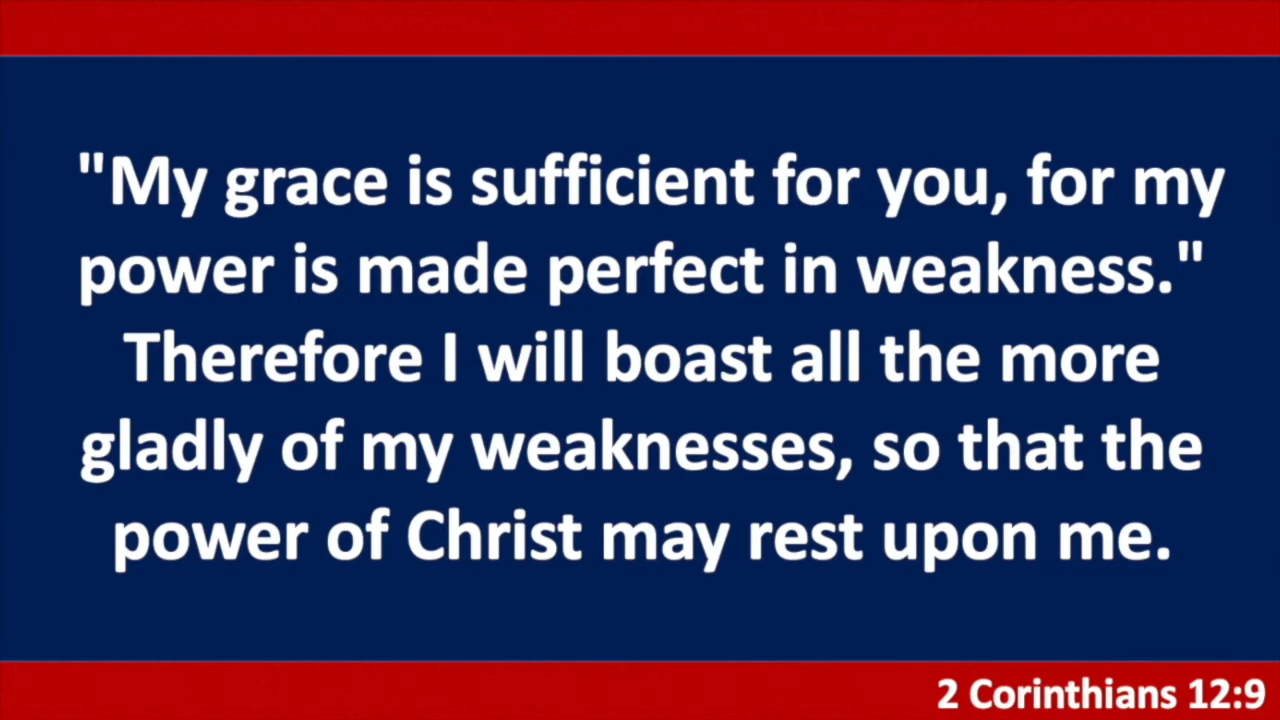 "My grace is sufficient for you, for my
power is made perfect in weakness."
Therefore I will boast all the more
gladly of my weaknesses, so that the
power of Christ may rest upon me.
2 Corinthians 12:9